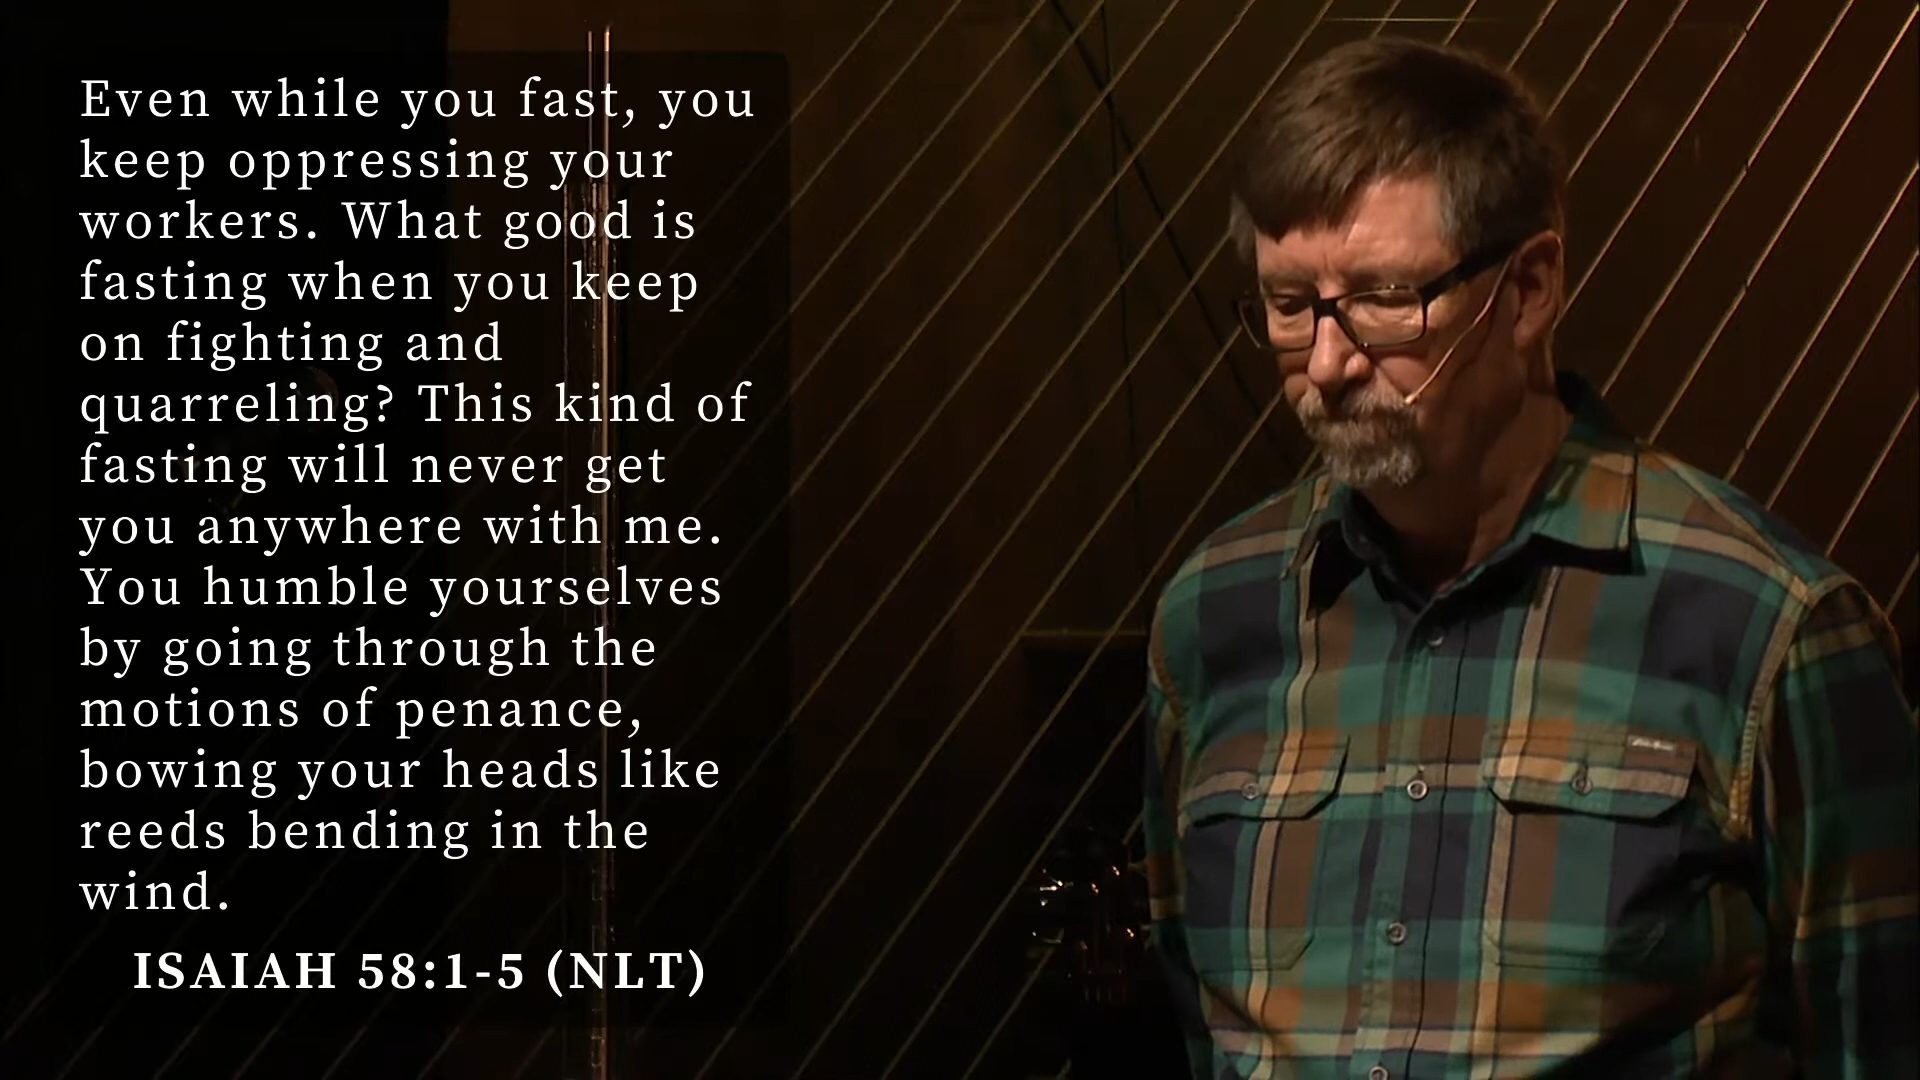 Even while you fast, you
keep oppressing your
workers. What good is
fasting when you keep
on fighting and
quarreling? This kind of
fasting will never get
you anywhere with me.
You humble yourselves
by going through the
motions of penance,
bowing your heads like
reeds bending in the
wind.
ISAIAH 58:1-5 (NLT)